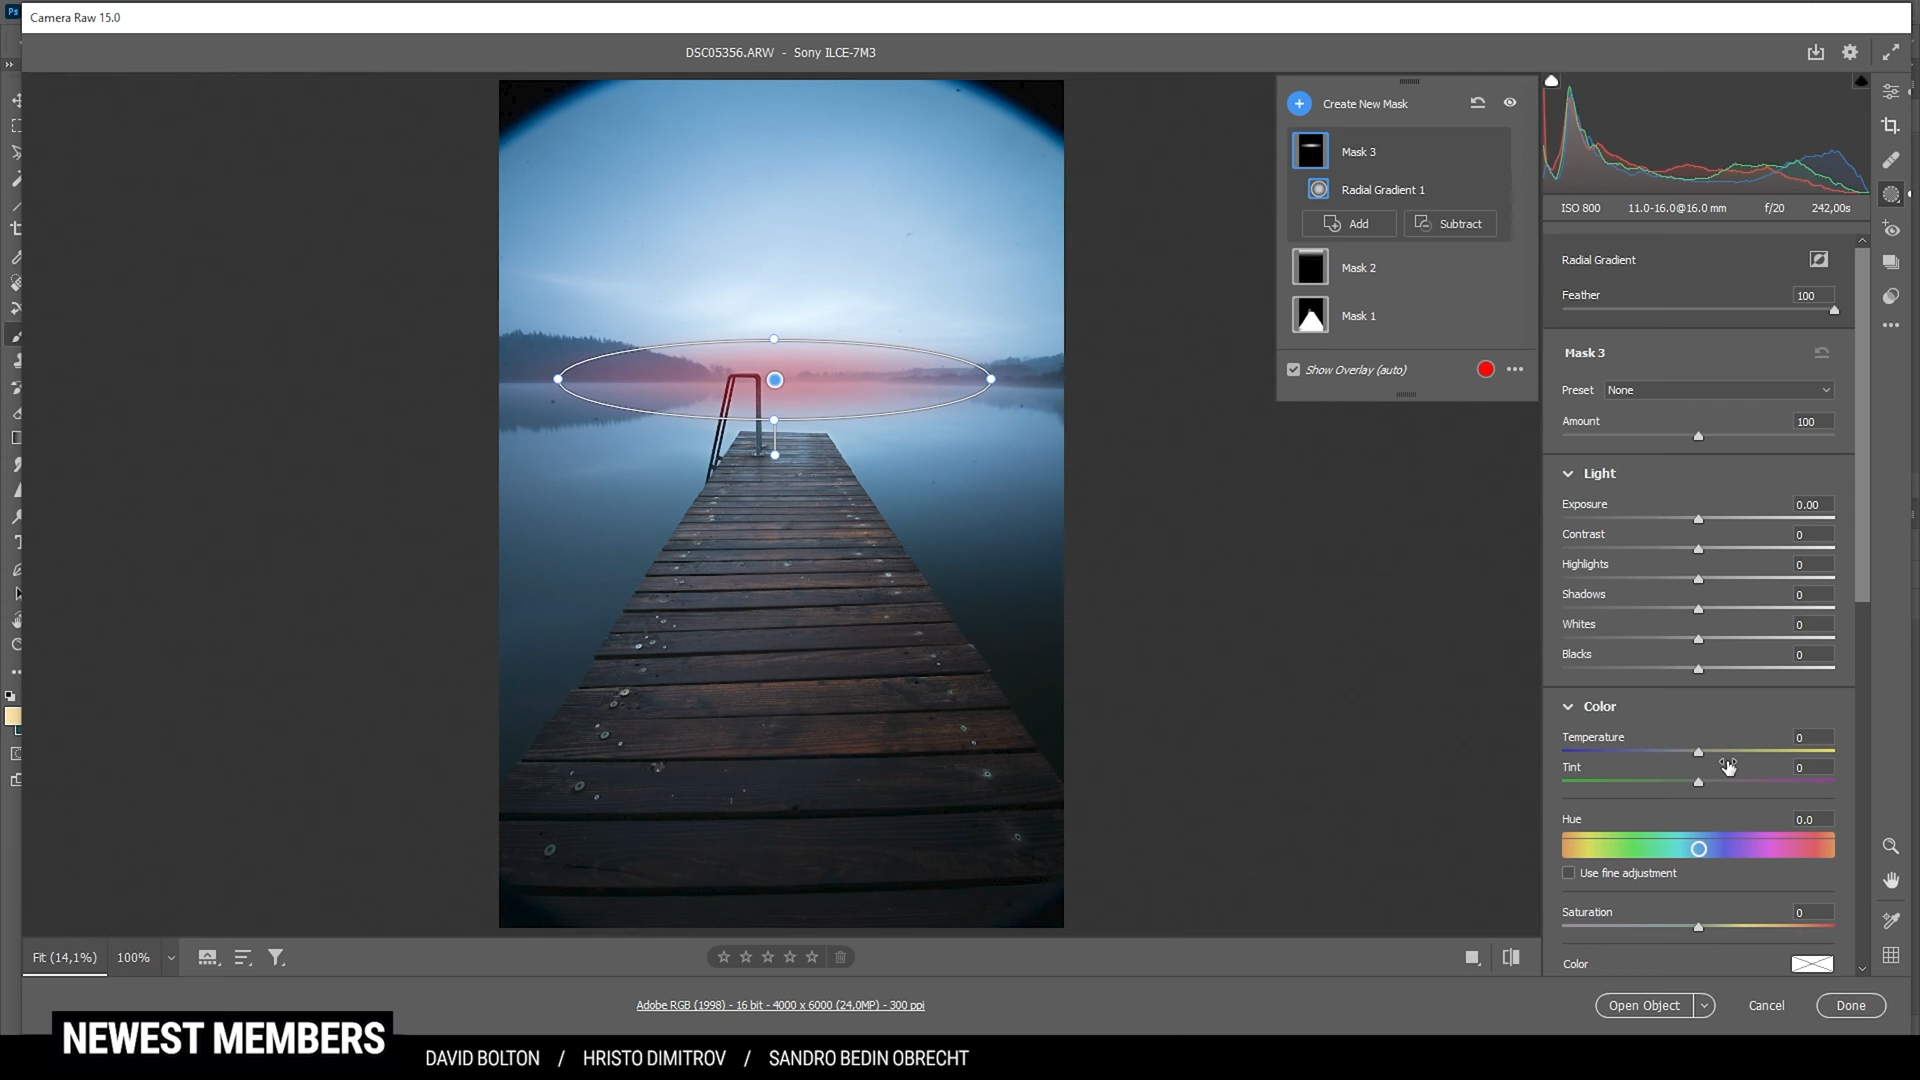 Ps
Camera Raw 15.0
DSC05356.ARW - Sony ILCE-7M3
Create New Mask
Mask 3
Radial Gradient 1
Add
Subtract
Mask 2
Mask 1
Show Overlay (auto)
ISO 800 11.0-16.0@16.0 mm f/20 242,00s
Radial Gradient
Feather 100
Mask 3
Preset None
Amount 100
Light
Exposure 0.00
Contrast 0
Highlights 0
Shadows 0
Whites 0
Blacks 0
Color
Temperature 0
Tint 0
Hue 0.0
Use fine adjustment
Saturation 0
Color
Fit (14,1%) 100%
Adobe RGB (1998) - 16 bit - 4000 x 6000 (24,0MP) - 300 ppi
Open Object Cancel Done
NEWEST MEMBERS
DAVID BOLTON / HRISTO DIMITROV / SANDRO BEDIN OBRECHT